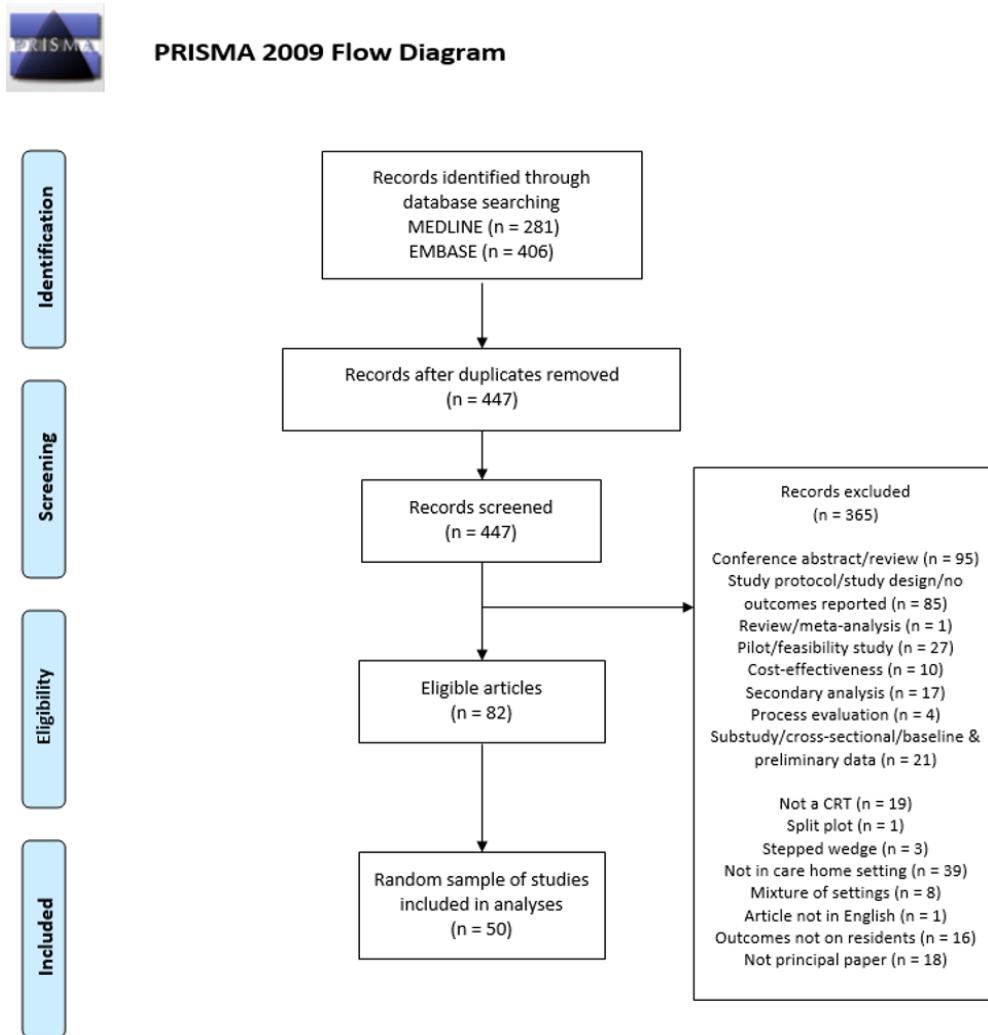 PRISMA
PRISMA 2009 Flow Diagram
Identification
Records identified through
database searching
MEDLINE (n = 281)
EMBASE (n = 406)
Records after duplicates removed
(n = 447)
Screening
Records screened
(n = 447)
Records excluded
(n = 365)
Conference abstract/review (n = 95)
Study protocol/study design/no
outcomes reported (n = 85)
Review/meta-analysis (n = 1)
Pilot/feasibility study (n = 27)
Cost-effectiveness (n = 10)
Secondary analysis (n = 17)
Process evaluation (n = 4)
Substudy/cross-sectional/baseline &
preliminary data (n = 21)
Not a CRT (n = 19)
Split plot (n = 1)
Stepped wedge (n = 3)
Not in care home setting (n = 39)
Mixture of settings (n = 8)
Article not in English (n = 1)
Outcomes not on residents (n = 16)
Not principal paper (n = 18)
Eligibility
Eligible articles
(n = 82)
Included
Random sample of studies
included in analyses
(n = 50)